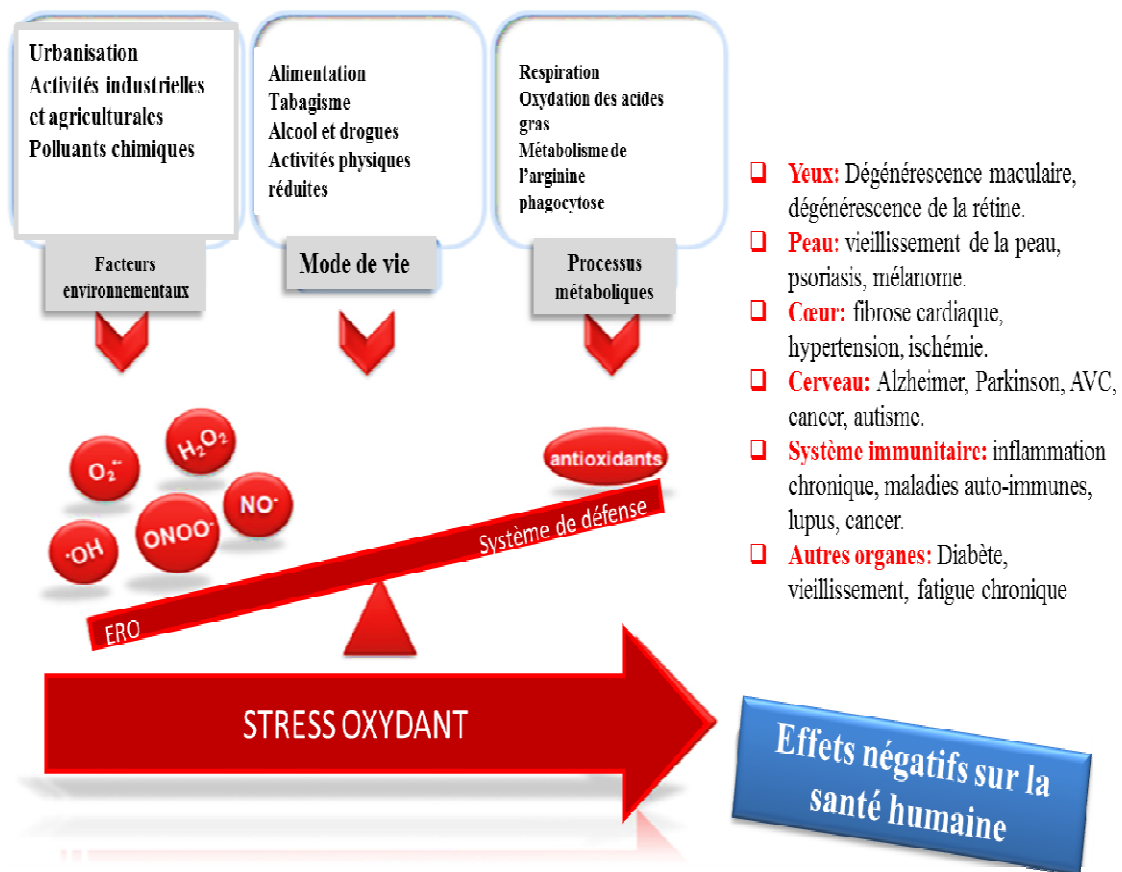 Urbanisation
Activités industrielles
et agriculturales
Polluants chimiques
Facteurs
environnementaux
Alimentation
Tabagisme
Alcool et drogues
Activités physiques
réduites
Mode de vie
Respiration
Oxydation des acides
gras
Métabolisme de
l'arginine
phagocytose
Processus
métaboliques
O₂·-
H₂O₂
·OH
ONOO-
NO·
antioxidants
Système de défense
ERO
STRESS OXYDANT
❑ Yeux: Dégénérescence maculaire,
dégénérescence de la rétine.
❑ Peau: vieillissement de la peau,
psoriasis, mélanome.
❑ Cœur: fibrose cardiaque,
hypertension, ischémie.
❑ Cerveau: Alzheimer, Parkinson, AVC,
cancer, autisme.
❑ Système immunitaire: inflammation
chronique, maladies auto-immunes,
lupus, cancer.
❑ Autres organes: Diabète,
vieillissement, fatigue chronique
Effets négatifs sur la
santé humaine